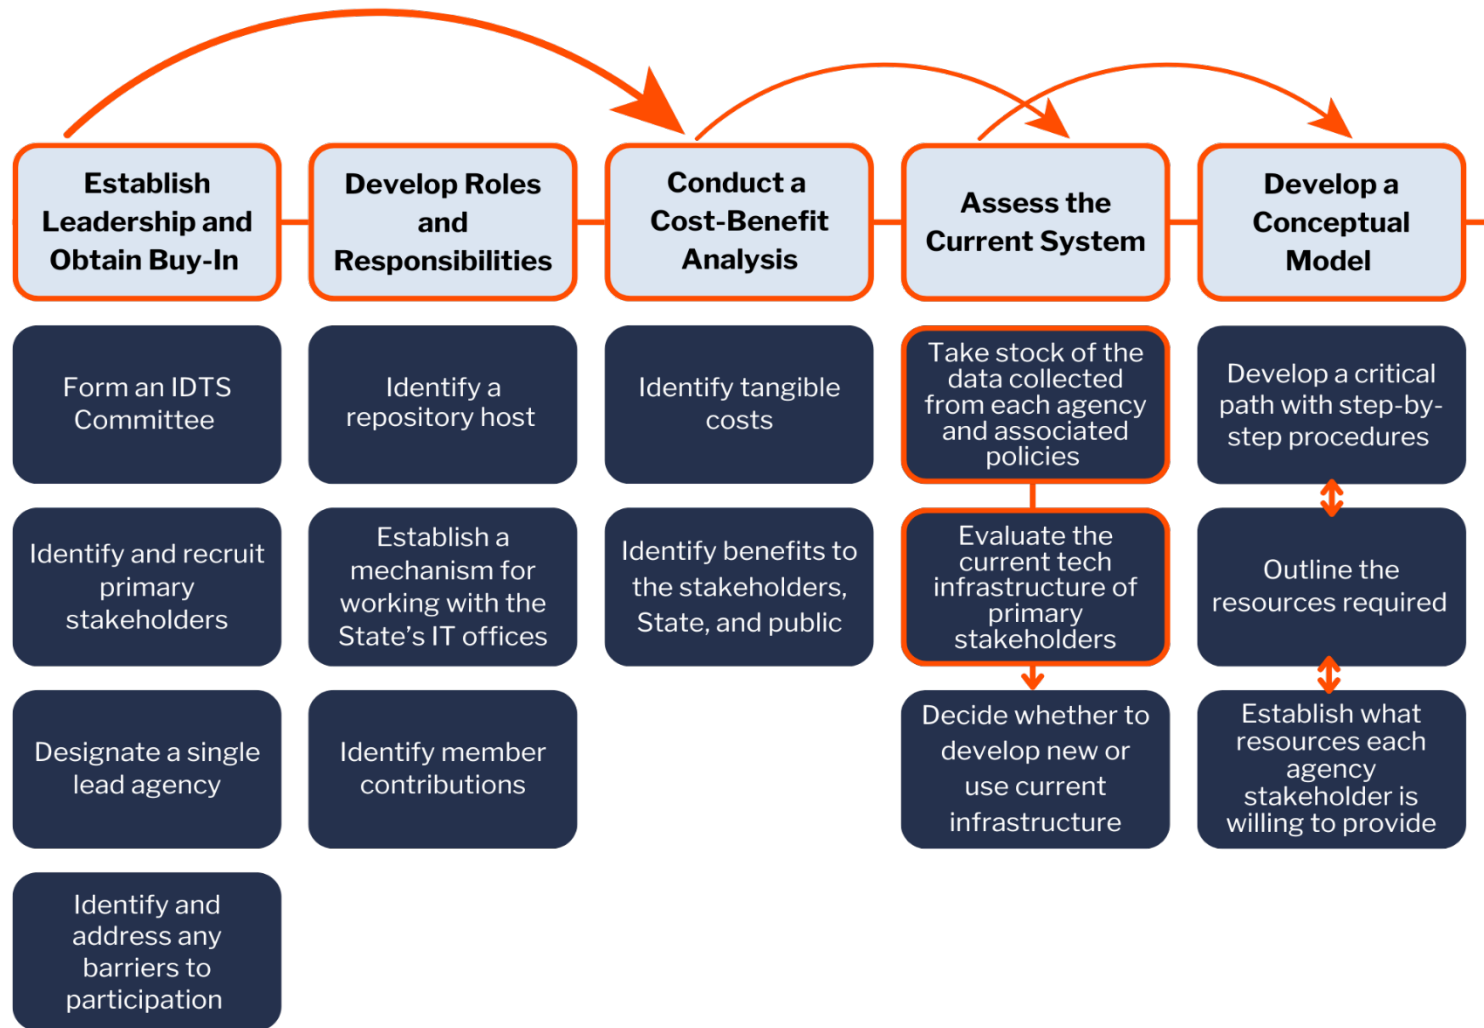 Establish
Leadership and
Obtain Buy-In
Develop Roles
and
Responsibilities
Conduct a
Cost-Benefit
Analysis
Assess the
Current System
Develop a
Conceptual
Model
Form an IDTS
Committee
Identify and recruit
primary
stakeholders
Designate a single
lead agency
Identify and
address any
barriers to
participation
Identify a
repository host
Establish a
mechanism for
working with the
State’s IT offices
Identify member
contributions
Identify tangible
costs
Identify benefits to
the stakeholders,
State, and public
Take stock of the
data collected
from each agency
and associated
policies
Evaluate the
current tech
infrastructure of
primary
stakeholders
Decide whether to
develop new or
use current
infrastructure
Develop a critical
path with step-by-
step procedures
Outline the
resources required
Establish what
resources each
agency
stakeholder is
willing to provide